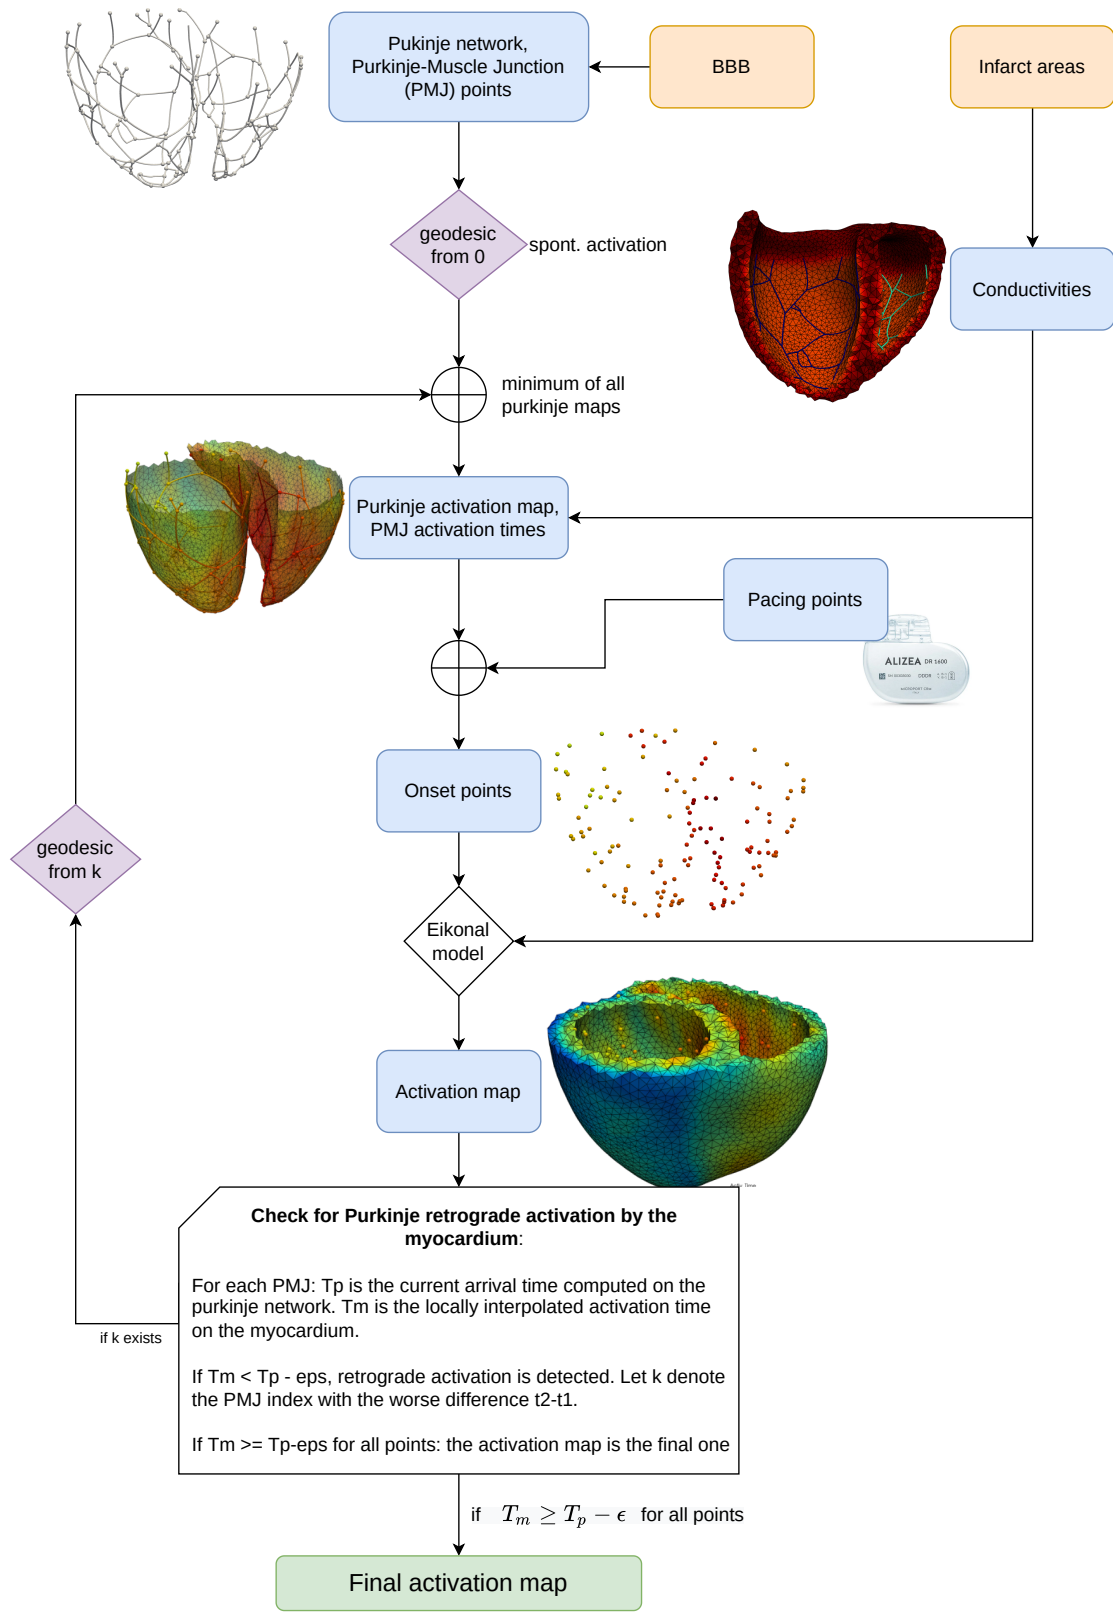 Pukinje network,
Purkinje-Muscle Junction
(PMJ) points
BBB
Infarct areas
geodesic
from 0
spont. activation
Conductivities
minimum of all
purkinje maps
Purkinje activation map,
PMJ activation times
Pacing points
ALIZEA DR 1600
DDDR
Onset points
geodesic
from k
Eikonal
model
Activation map
Check for Purkinje retrograde activation by the
myocardium:
For each PMJ: Tp is the current arrival time computed on the
purkinje network. Tm is the locally interpolated activation time
on the myocardium.
if k exists
If Tm < Tp - eps, retrograde activation is detected. Let k denote
the PMJ index with the worse difference t2-t1.
If Tm >= Tp-eps for all points: the activation map is the final one
if T_m ≥ T_p − ϵ for all points
Final activation map